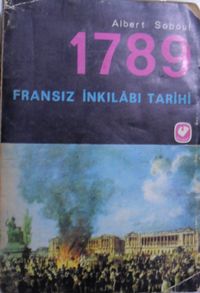 Albert Soboul
1789
FRANSIZ İNKILÂBI TARİHİ